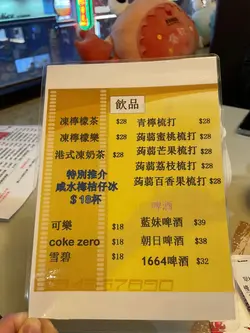 飲品
凍檸檬茶 $28
凍檸檬樂 $28
港式凍奶茶 $28
特別推介
咸水梅桔仔冰
$18杯
可樂 $18
coke zero $18
雪碧 $18
青檸梳打 $28
蒟蒻蜜桃梳打 $28
蒟蒻芒果梳打 $28
蒟蒻荔枝梳打 $28
蒟蒻百香果梳打 $28
啤酒
藍妹啤酒 $39
朝日啤酒 $38
1664啤酒 $32